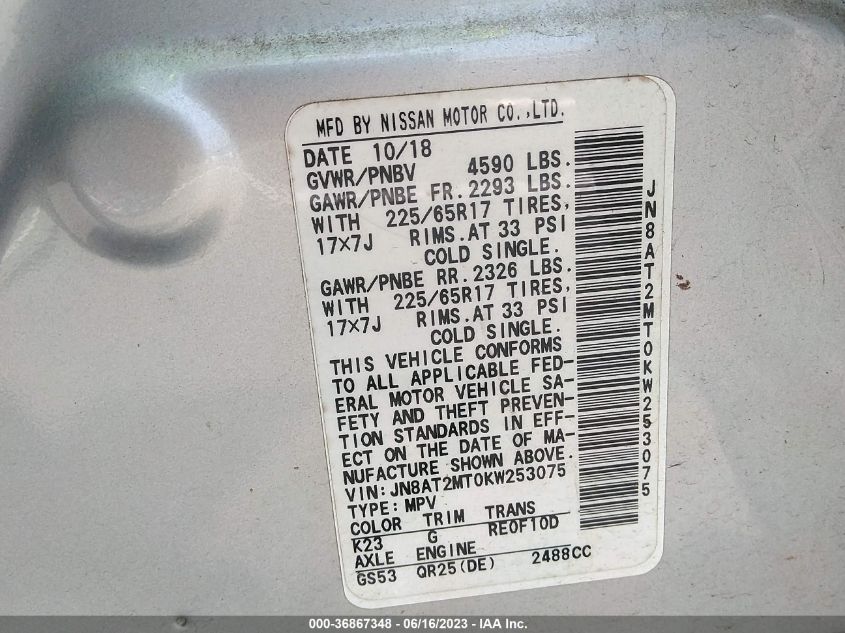 MFD BY NISSAN MOTOR CO.,LTD.
DATE 10/18
GVWR/PNBV 4590 LBS.
GAWR/PNBE FR. 2293 LBS.
WITH 225/65R17 TIRES,
17×7J RIMS.AT 33 PSI
COLD SINGLE.
GAWR/PNBE RR. 2326 LBS.
WITH 225/65R17 TIRES,
17×7J RIMS.AT 33 PSI
COLD SINGLE.
THIS VEHICLE CONFORMS
TO ALL APPLICABLE FED-
ERAL MOTOR VEHICLE SA-
FETY AND THEFT PREVEN-
TION STANDARDS IN EFF-
ECT ON THE DATE OF MA-
NUFACTURE SHOWN ABOVE.
VIN:JN8AT2MT0KW253075
TYPE:MPV
COLOR TRIM TRANS
K23 G RE0F10D
AXLE ENGINE
GS53 QR25(DE) 2488CC
JN8AT2MT0KW253075
000-36867348 - 06/16/2023 - IAA Inc.